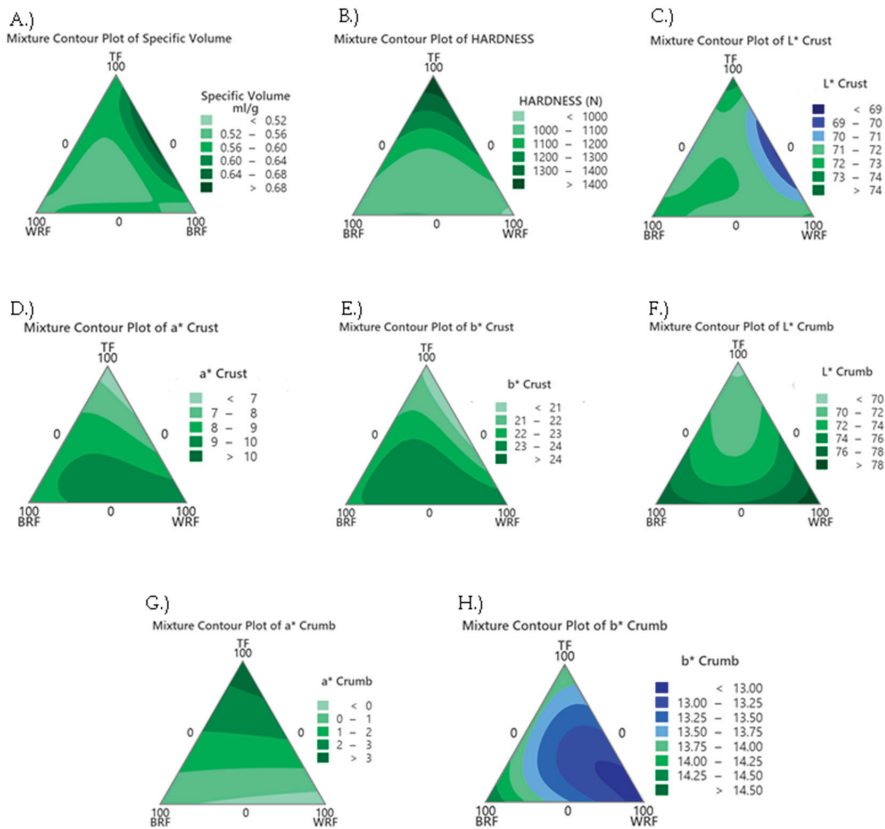 A.)
Mixture Contour Plot of Specific Volume
TF
100
Specific Volume
ml/g
< 0.52
0.52 – 0.56
0.56 – 0.60
0.60 – 0.64
0.64 – 0.68
> 0.68
0
0
100
WRF
0
100
BRF
B.)
Mixture Contour Plot of HARDNESS
TF
100
HARDNESS (N)
< 1000
1000 – 1100
1100 – 1200
1200 – 1300
1300 – 1400
> 1400
0
0
100
BRF
0
100
WRF
C.)
Mixture Contour Plot of L* Crust
TF
100
L* Crust
< 69
69 – 70
70 – 71
71 – 72
72 – 73
73 – 74
> 74
0
0
100
BRF
0
100
WRF
D.)
Mixture Contour Plot of a* Crust
TF
100
a* Crust
< 7
7 – 8
8 – 9
9 – 10
> 10
0
0
100
BRF
0
100
WRF
E.)
Mixture Contour Plot of b* Crust
TF
100
b* Crust
< 21
21 – 22
22 – 23
23 – 24
> 24
0
0
100
BRF
0
100
WRF
F.)
Mixture Contour Plot of L* Crumb
TF
100
L* Crumb
< 70
70 – 72
72 – 74
74 – 76
76 – 78
> 78
0
0
100
BRF
0
100
WRF
G.)
Mixture Contour Plot of a* Crumb
TF
100
a* Crumb
< 0
0 – 1
1 – 2
2 – 3
> 3
0
0
100
BRF
0
100
WRF
H.)
Mixture Contour Plot of b* Crumb
TF
100
b* Crumb
< 13.00
13.00 – 13.25
13.25 – 13.50
13.50 – 13.75
13.75 – 14.00
14.00 – 14.25
14.25 – 14.50
> 14.50
0
0
100
BRF
0
100
WRF